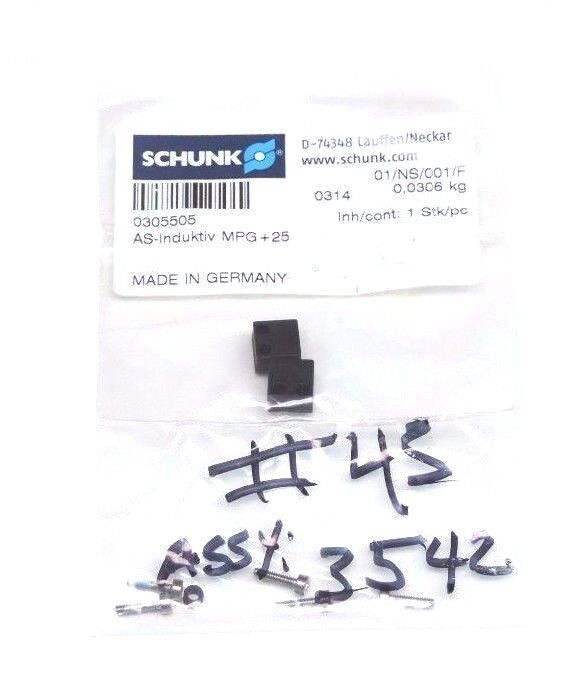 SCHUNK
D-74348 Lauffen/Neckar
www.schunk.com
01/NS/001/F
0314 0,0306 kg
0305505
Inh/cont: 1 Stk/pc
AS-Induktiv MPG+25
MADE IN GERMANY
#45
ASSY. 3542